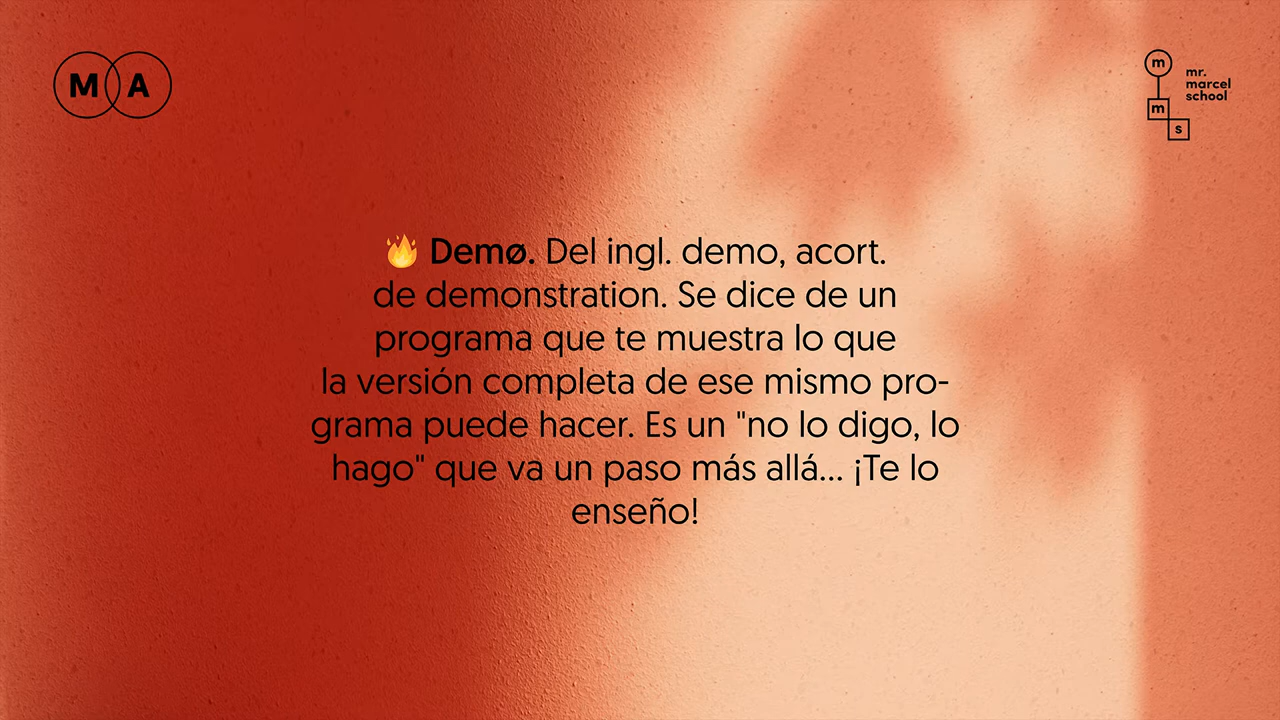 M A
m
m
s
mr.
marcel
school
🔥 Demø. Del ingl. demo, acort.
de demonstration. Se dice de un
programa que te muestra lo que
la versión completa de ese mismo pro-
grama puede hacer. Es un "no lo digo, lo
hago" que va un paso más allá... ¡Te lo
enseño!